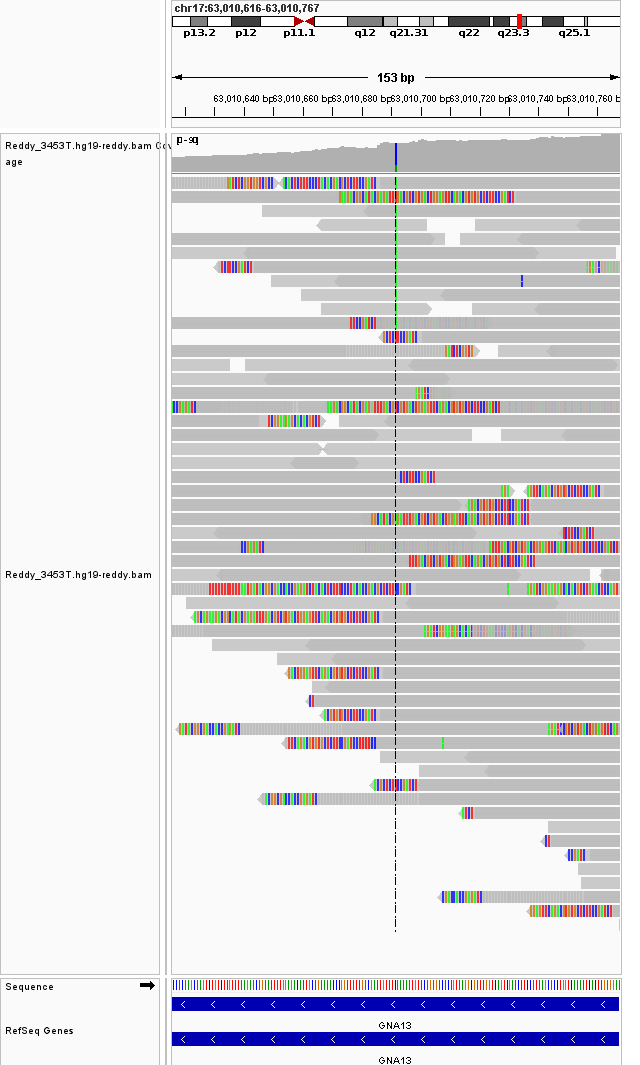 chr17:63,010,616-63,010,767
p13.2 p12 p11.1 q12 q21.31 q22 q23.3 q25.1
153 bp
63,010,640 bp 63,010,660 bp 63,010,680 bp 63,010,700 bp 63,010,720 bp 63,010,740 bp 63,010,760 b
Reddy_3453T.hg19-reddy.bam Cov
age
Reddy_3453T.hg19-reddy.bam
Sequence
RefSeq Genes
GNA13
GNA13